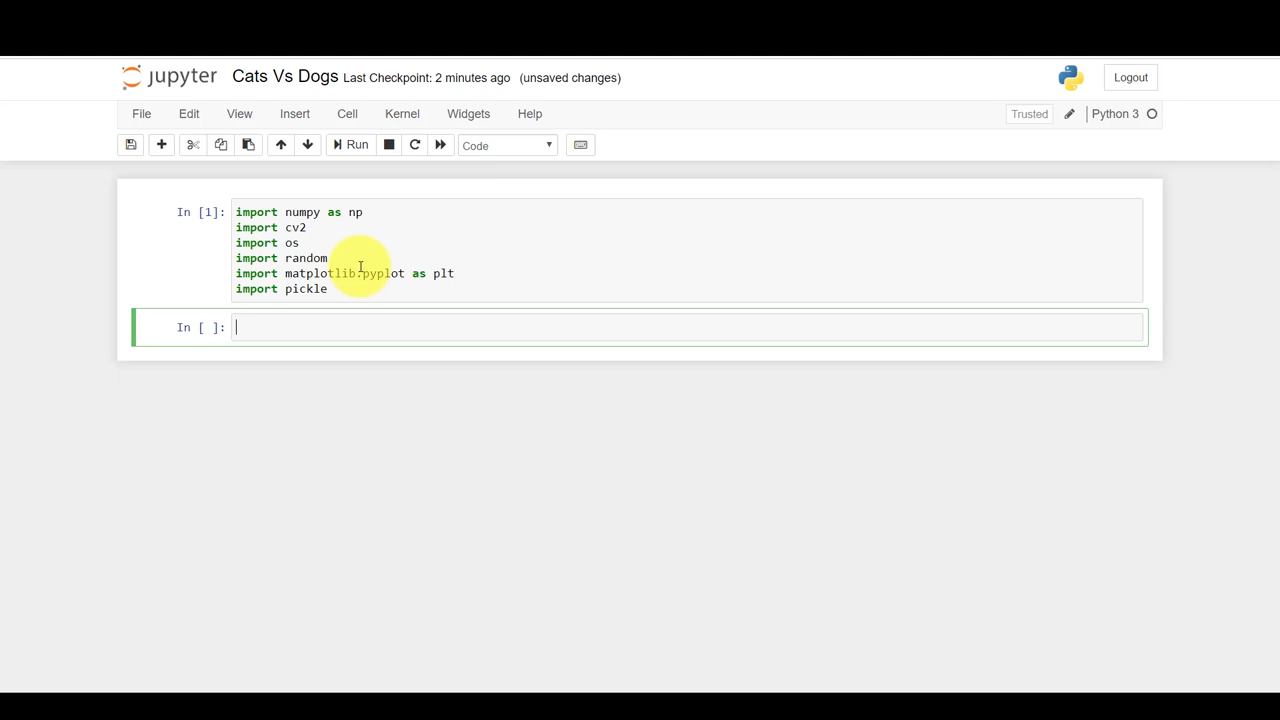 jupyter Cats Vs Dogs Last Checkpoint: 2 minutes ago (unsaved changes) Logout
File Edit View Insert Cell Kernel Widgets Help Trusted Python 3
Run Code
In [1]: import numpy as np
import cv2
import os
import random
import matplotlib.pyplot as plt
import pickle
In [ ]: